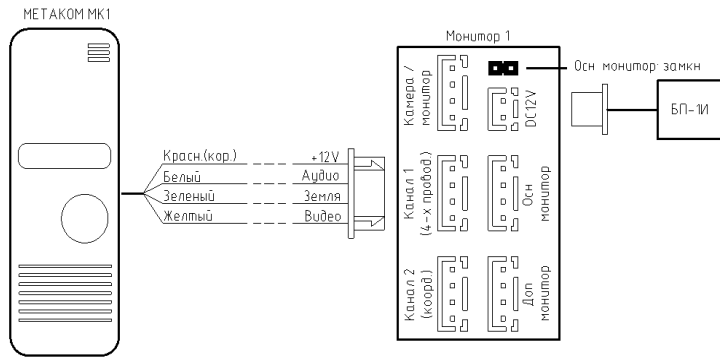 МЕТАКОМ МК1
Красн.(кор.)
+12V
Белый
Аудио
Зеленый
Земля
Желтый
Видео
Монитор 1
Камера /
монитор
DC12V
Осн монитор: замкн
БП-1И
Канал 1
(4-х провод.)
Осн
монитор
Канал 2
(коорд.)
Доп
монитор